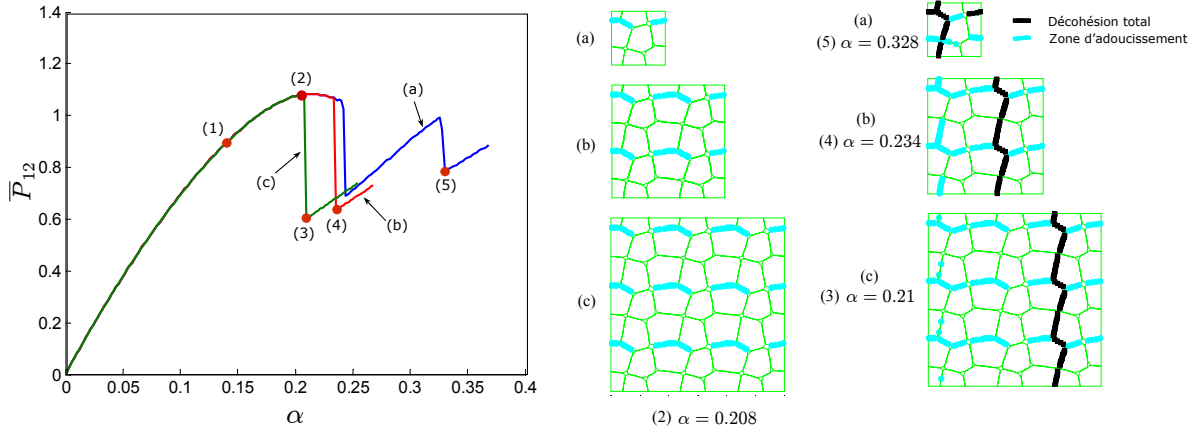 1.4
1.2
1
0.8
0.6
0.4
0.2
0
0
0.05
0.1
0.15
0.2
0.25
0.3
0.35
0.4
P̅₁₂
α
(1)
(2)
(a)
(c)
(3)
(4)
(b)
(5)
(a)
(b)
(c)
(2) α = 0.208
(a)
(5) α = 0.328
Décohésion total
Zone d'adoucissement
(b)
(4) α = 0.234
(c)
(3) α = 0.21